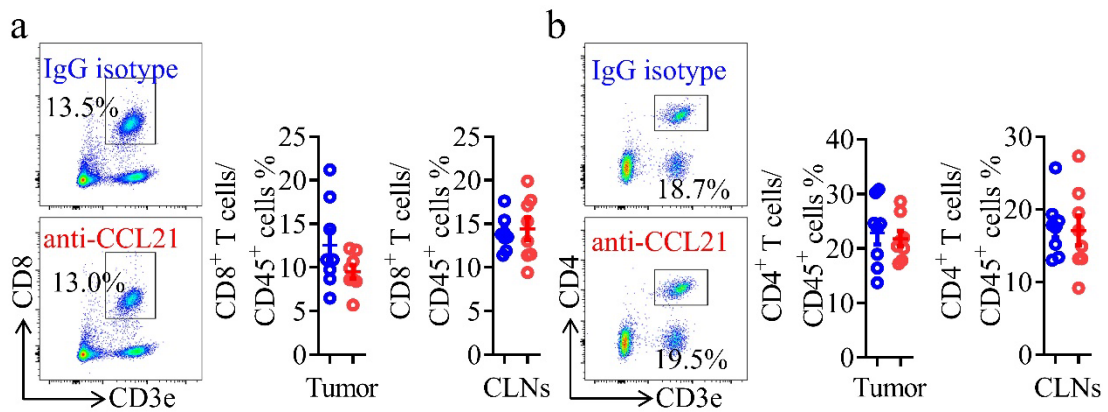 a
IgG isotype
13.5%
anti-CCL21
13.0%
CD8
CD3e
CD8+ T cells/
CD45+ cells %
25
20
15
10
5
0
Tumor
CD8+ T cells/
CD45+ cells %
25
20
15
10
5
0
CLNs
b
IgG isotype
18.7%
anti-CCL21
19.5%
CD4
CD3e
CD4+ T cells/
CD45+ cells %
40
30
20
10
0
Tumor
CD4+ T cells/
CD45+ cells %
30
20
10
0
CLNs